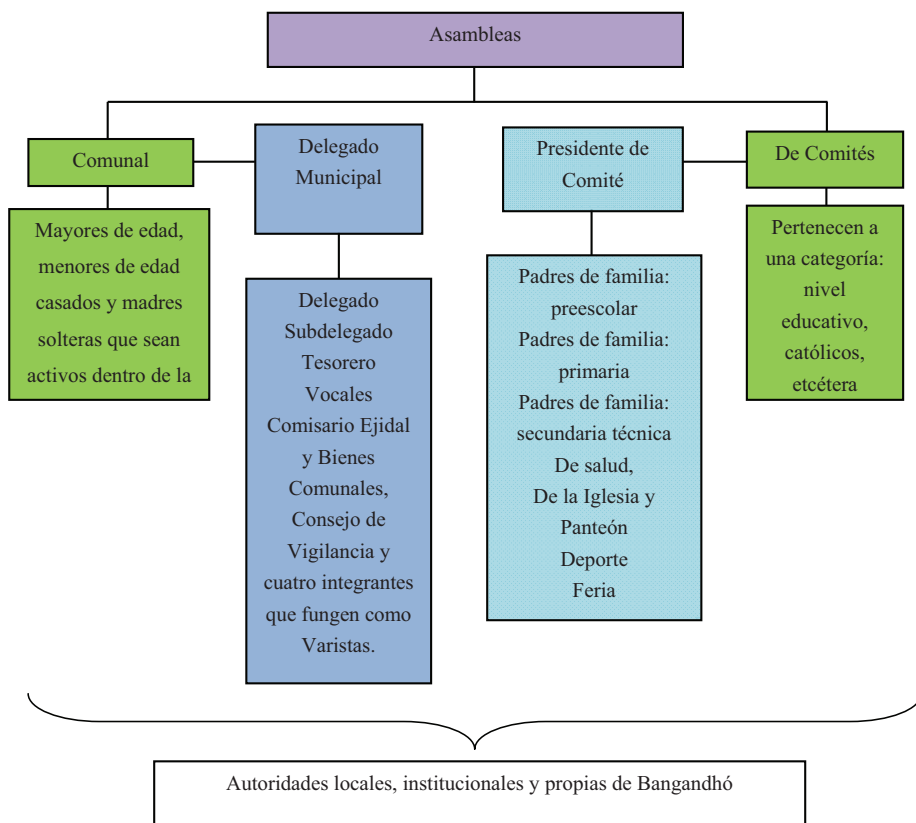 Asambleas
Comunal
Delegado
Municipal
Presidente de
Comité
De Comités
Mayores de edad,
menores de edad
casados y madres
solteras que sean
activos dentro de la
Delegado
Subdelegado
Tesorero
Vocales
Comisario Ejidal
y Bienes
Comunales,
Consejo de
Vigilancia y
cuatro integrantes
que fungen como
Varistas.
Padres de familia:
preescolar
Padres de familia:
primaria
Padres de familia:
secundaria técnica
De salud,
De la Iglesia y
Panteón
Deporte
Feria
Pertenecen a
una categoría:
nivel
educativo,
católicos,
etcétera
Autoridades locales, institucionales y propias de Bangandhó